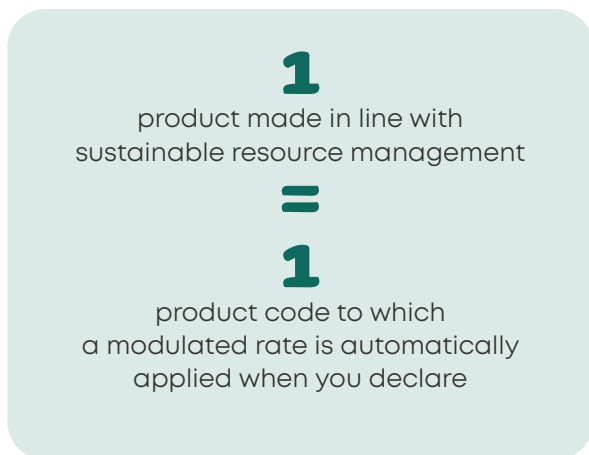 1
product made in line with
sustainable resource management
=
1
product code to which
a modulated rate is automatically
applied when you declare